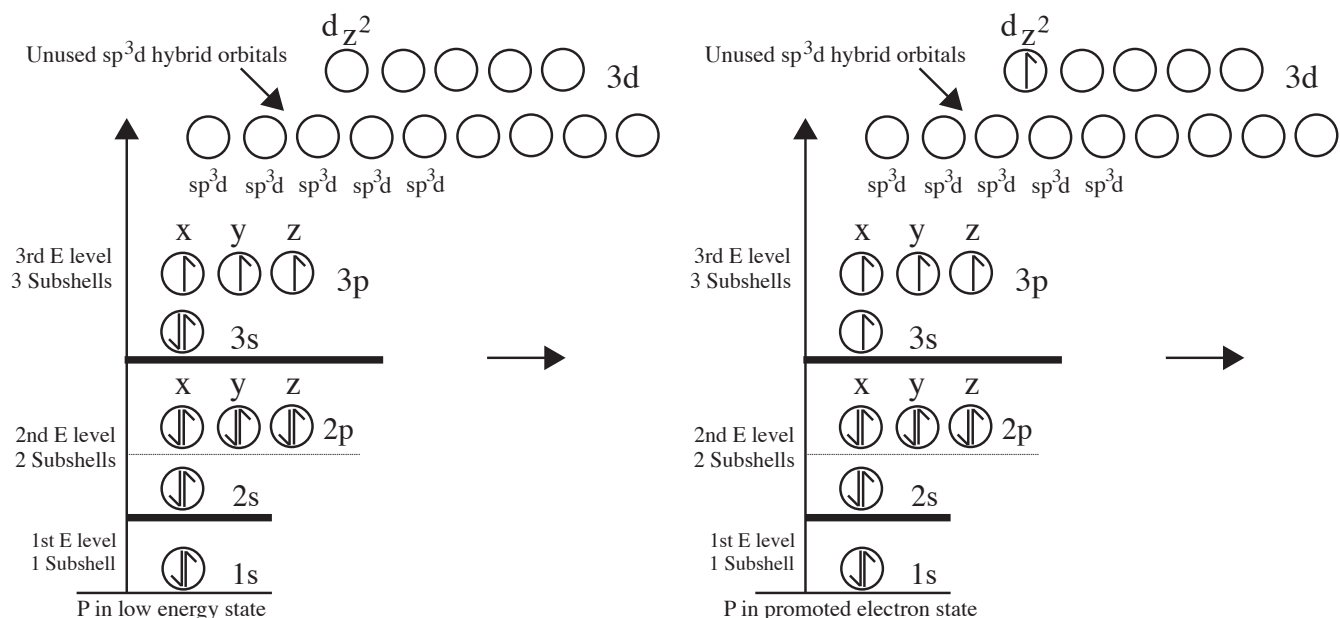 d z²
Unused sp³d hybrid orbitals
3d
sp³d sp³d sp³d sp³d sp³d
x y z
3rd E level
3 Subshells
3p
3s
x y z
2nd E level
2 Subshells
2p
2s
1st E level
1 Subshell
1s
P in low energy state
d z²
Unused sp³d hybrid orbitals
3d
sp³d sp³d sp³d sp³d sp³d
x y z
3rd E level
3 Subshells
3p
3s
x y z
2nd E level
2 Subshells
2p
2s
1st E level
1 Subshell
1s
P in promoted electron state